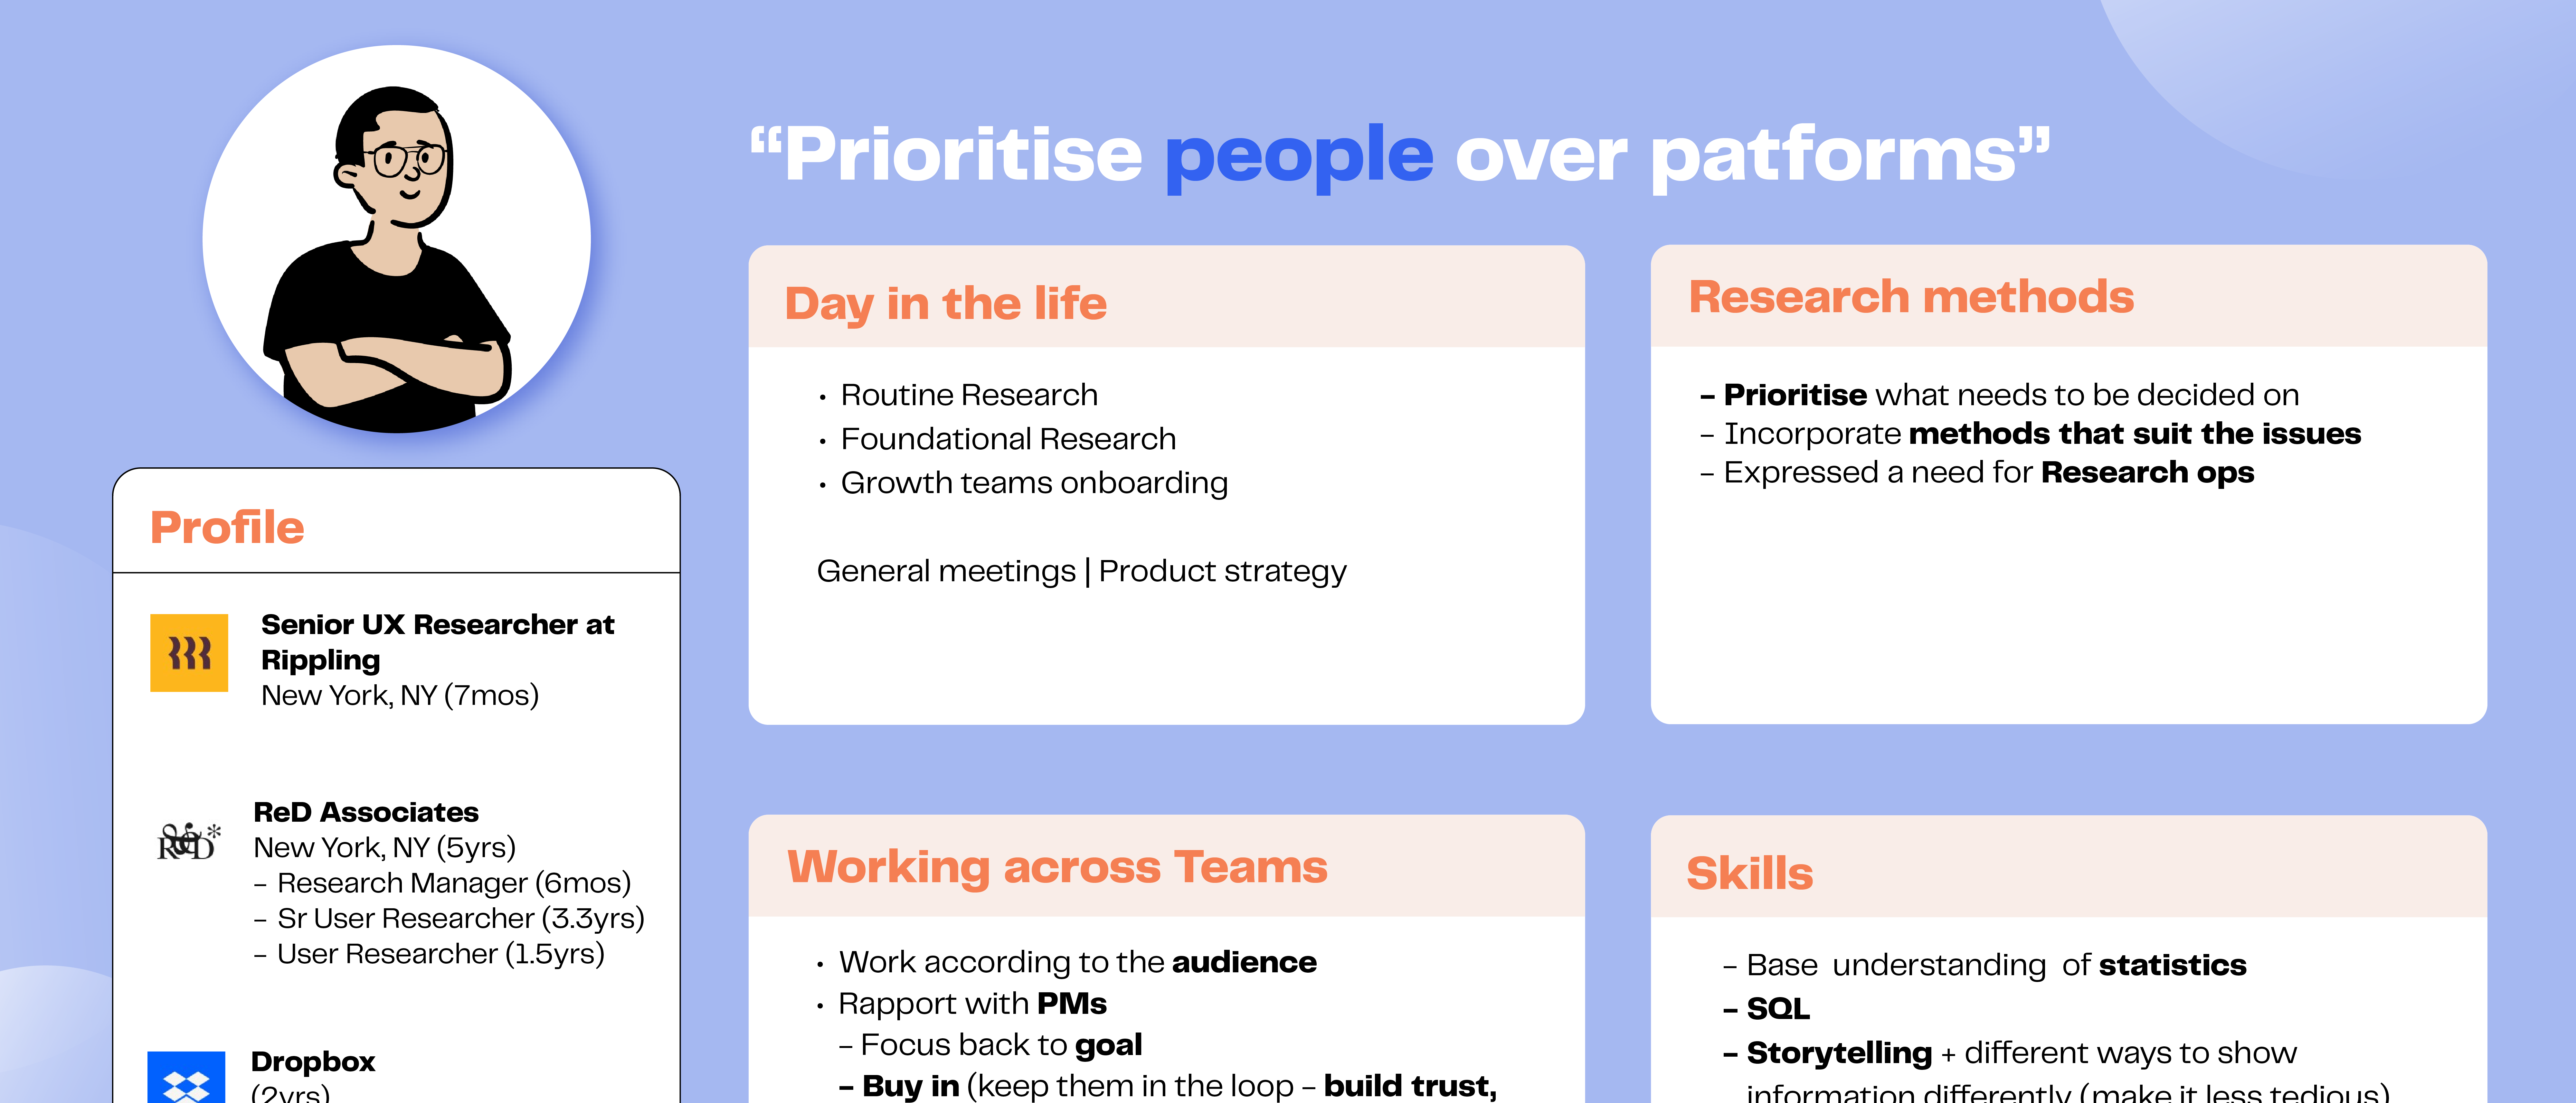 “Prioritise people over patforms”
Profile
Senior UX Researcher at
Rippling
New York, NY (7mos)
R&D*
ReD Associates
New York, NY (5yrs)
- Research Manager (6mos)
- Sr User Researcher (3.3yrs)
- User Researcher (1.5yrs)
Dropbox
(2yrs)
Day in the life
• Routine Research
• Foundational Research
• Growth teams onboarding
General meetings | Product strategy
Research methods
- Prioritise what needs to be decided on
- Incorporate methods that suit the issues
- Expressed a need for Research ops
Working across Teams
• Work according to the audience
• Rapport with PMs
- Focus back to goal
- Buy in (keep them in the loop - build trust,
Skills
- Base understanding of statistics
- SQL
- Storytelling + different ways to show
information differently (make it less tedious)